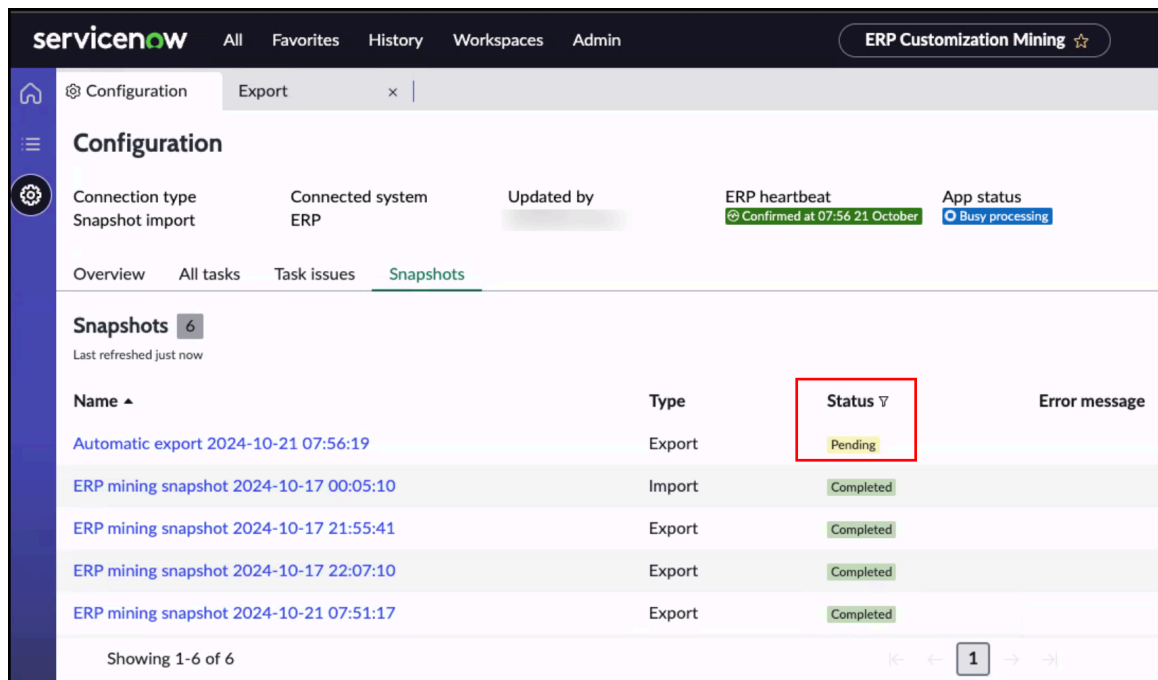 servicenow All Favorites History Workspaces Admin ERP Customization Mining
Configuration Export ×
Configuration
Connection type Connected system Updated by ERP heartbeat App status
Snapshot import ERP Confirmed at 07:56 21 October Busy processing
Overview All tasks Task issues Snapshots
Snapshots 6
Last refreshed just now
Name Type Status Error message
Automatic export 2024-10-21 07:56:19 Export Pending
ERP mining snapshot 2024-10-17 00:05:10 Import Completed
ERP mining snapshot 2024-10-17 21:55:41 Export Completed
ERP mining snapshot 2024-10-17 22:07:10 Export Completed
ERP mining snapshot 2024-10-21 07:51:17 Export Completed
Showing 1-6 of 6 1